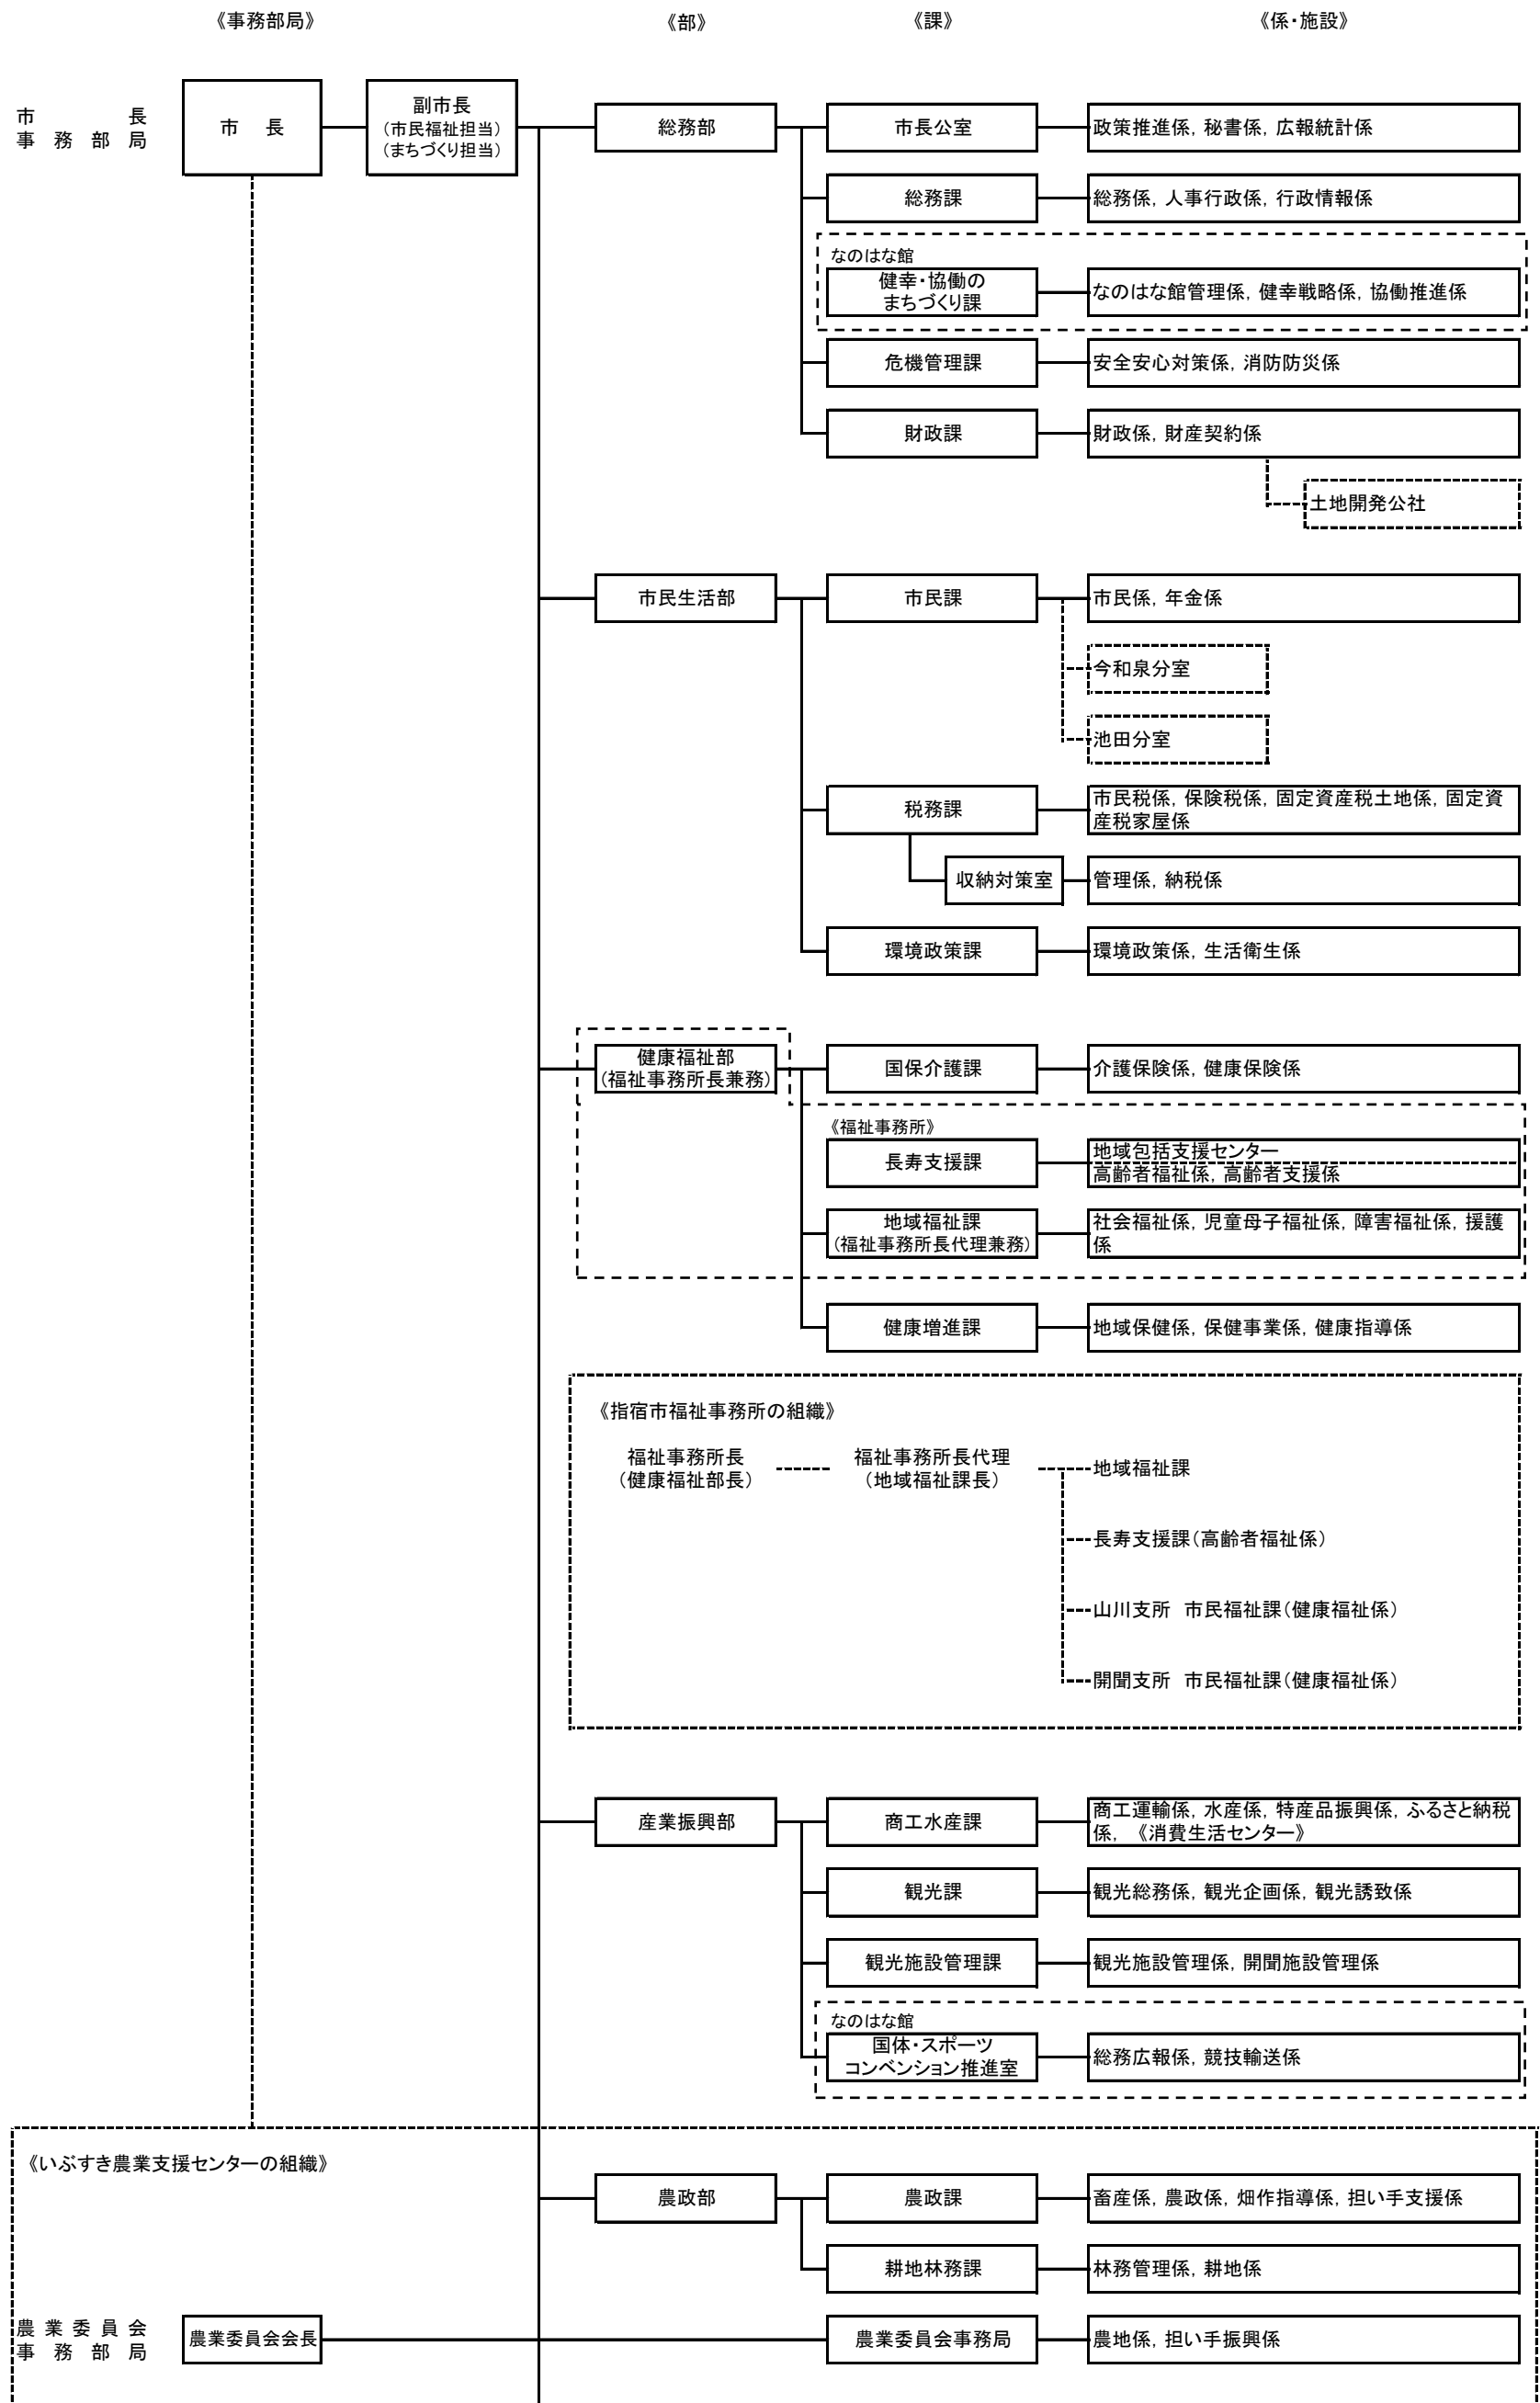 《事務部局》 《部》 《課》 《係・施設》
市長
事務部局
市 長
副市長
(市民福祉担当)
(まちづくり担当)
総務部
市長公室
政策推進係, 秘書係, 広報統計係
総務課
総務係, 人事行政係, 行政情報係
なのはな館
健幸・協働の
まちづくり課
なのはな館管理係, 健幸戦略係, 協働推進係
危機管理課
安全安心対策係, 消防防災係
財政課
財政係, 財産契約係
土地開発公社
市民生活部
市民課
市民係, 年金係
今和泉分室
池田分室
税務課
市民税係, 保険税係, 固定資産税土地係, 固定資
産税家屋係
収納対策室
管理係, 納税係
環境政策課
環境政策係, 生活衛生係
健康福祉部
(福祉事務所長兼務)
国保介護課
介護保険係, 健康保険係
《福祉事務所》
長寿支援課
地域包括支援センター
高齢者福祉係, 高齢者支援係
地域福祉課
(福祉事務所長代理兼務)
社会福祉係, 児童母子福祉係, 障害福祉係, 援護
係
健康増進課
地域保健係, 保健事業係, 健康指導係
《指宿市福祉事務所の組織》
福祉事務所長
(健康福祉部長)
福祉事務所長代理
(地域福祉課長)
地域福祉課
長寿支援課(高齢者福祉係)
山川支所 市民福祉課(健康福祉係)
開聞支所 市民福祉課(健康福祉係)
産業振興部
商工水産課
商工運輸係, 水産係, 特産品振興係, ふるさと納税
係, 《消費生活センター》
観光課
観光総務係, 観光企画係, 観光誘致係
観光施設管理課
観光施設管理係, 開聞施設管理係
なのはな館
国体・スポーツ
コンベンション推進室
総務広報係, 競技輸送係
《いぶすき農業支援センターの組織》
農政部
農政課
畜産係, 農政係, 畑作指導係, 担い手支援係
耕地林務課
林務管理係, 耕地係
農業委員会
事務部局
農業委員会会長
農業委員会事務局
農地係, 担い手振興係